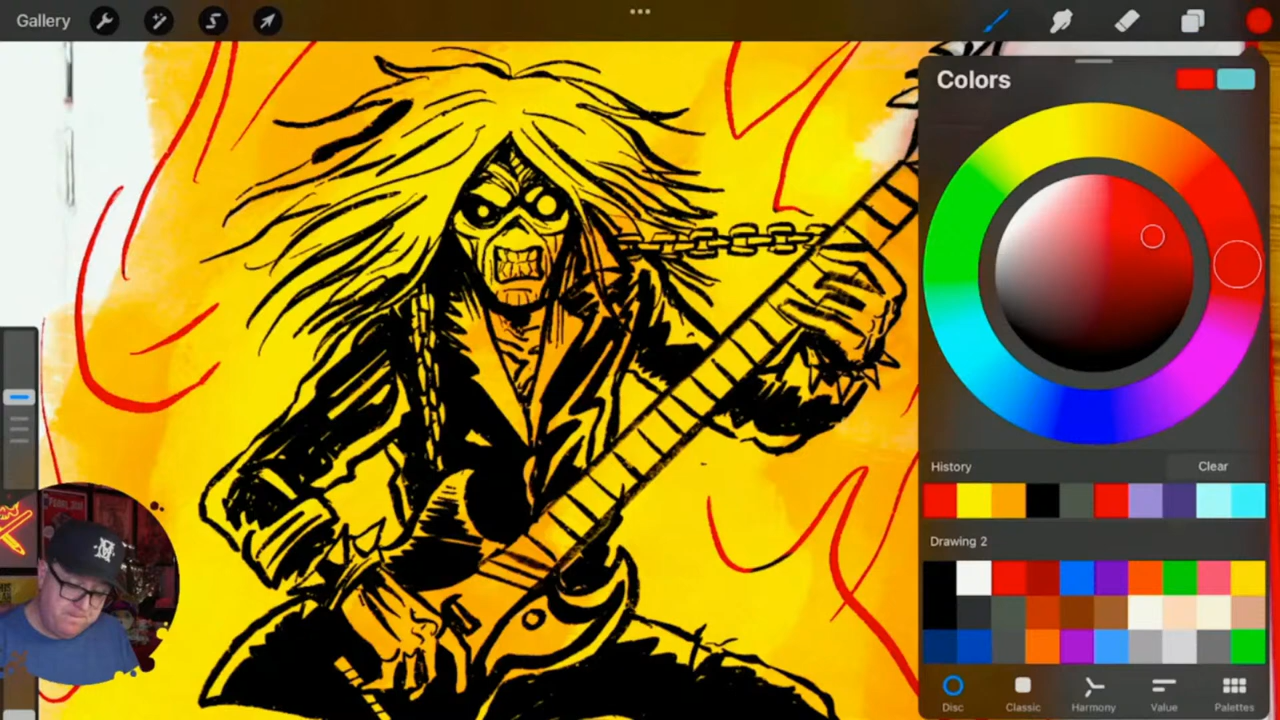 Gallery
Colors
History
Clear
Drawing 2
Disc
Classic
Harmony
Value
Palettes